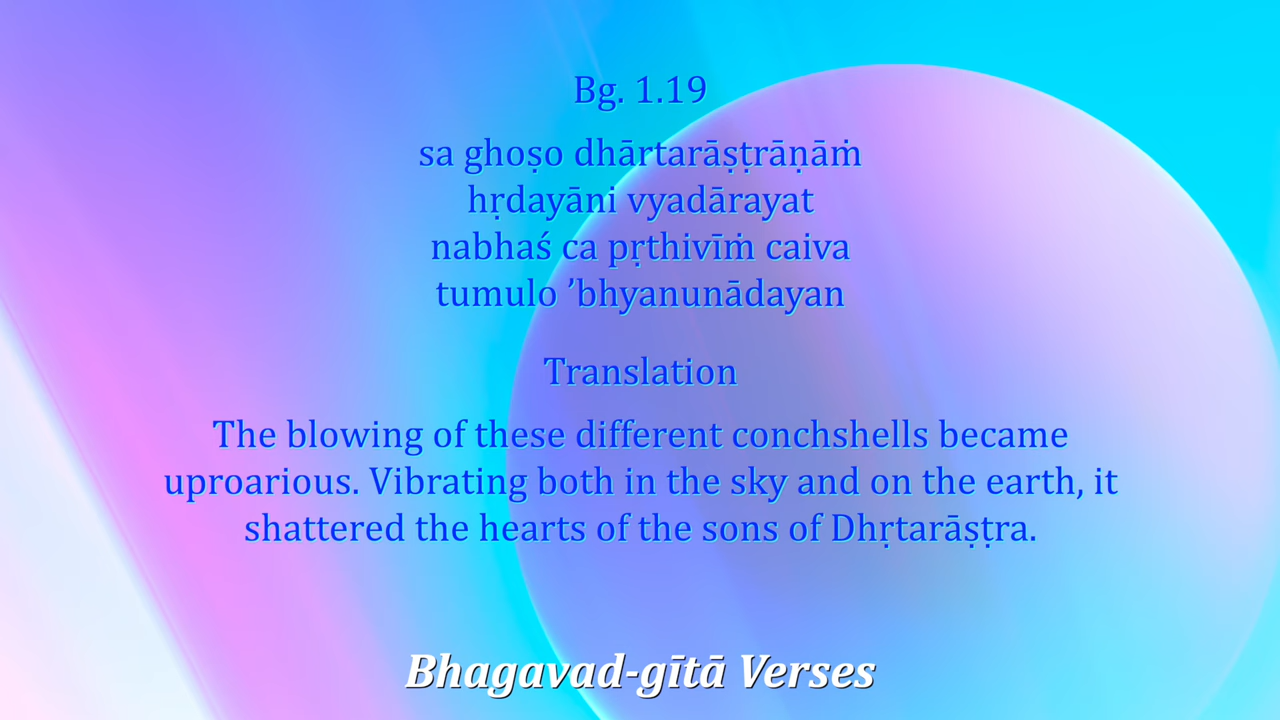 Bg. 1.19
sa ghoṣo dhārtarāṣṭrāṇāṁ
hṛdayāni vyadārayat
nabhaś ca pṛthivīṁ caiva
tumulo ’bhyanunādayan
Translation
The blowing of these different conchshells became
uproarious. Vibrating both in the sky and on the earth, it
shattered the hearts of the sons of Dhṛtarāṣṭra.
Bhagavad-gītā Verses